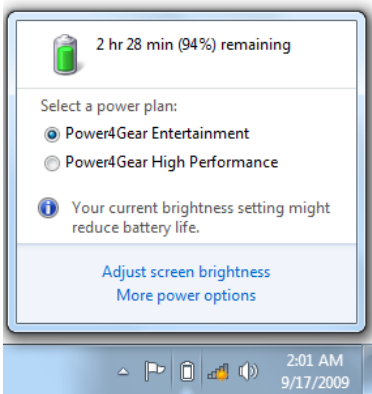 2 hr 28 min (94%) remaining
Select a power plan:
Power4Gear Entertainment
Power4Gear High Performance
Your current brightness setting might
reduce battery life.
Adjust screen brightness
More power options
2:01 AM
9/17/2009